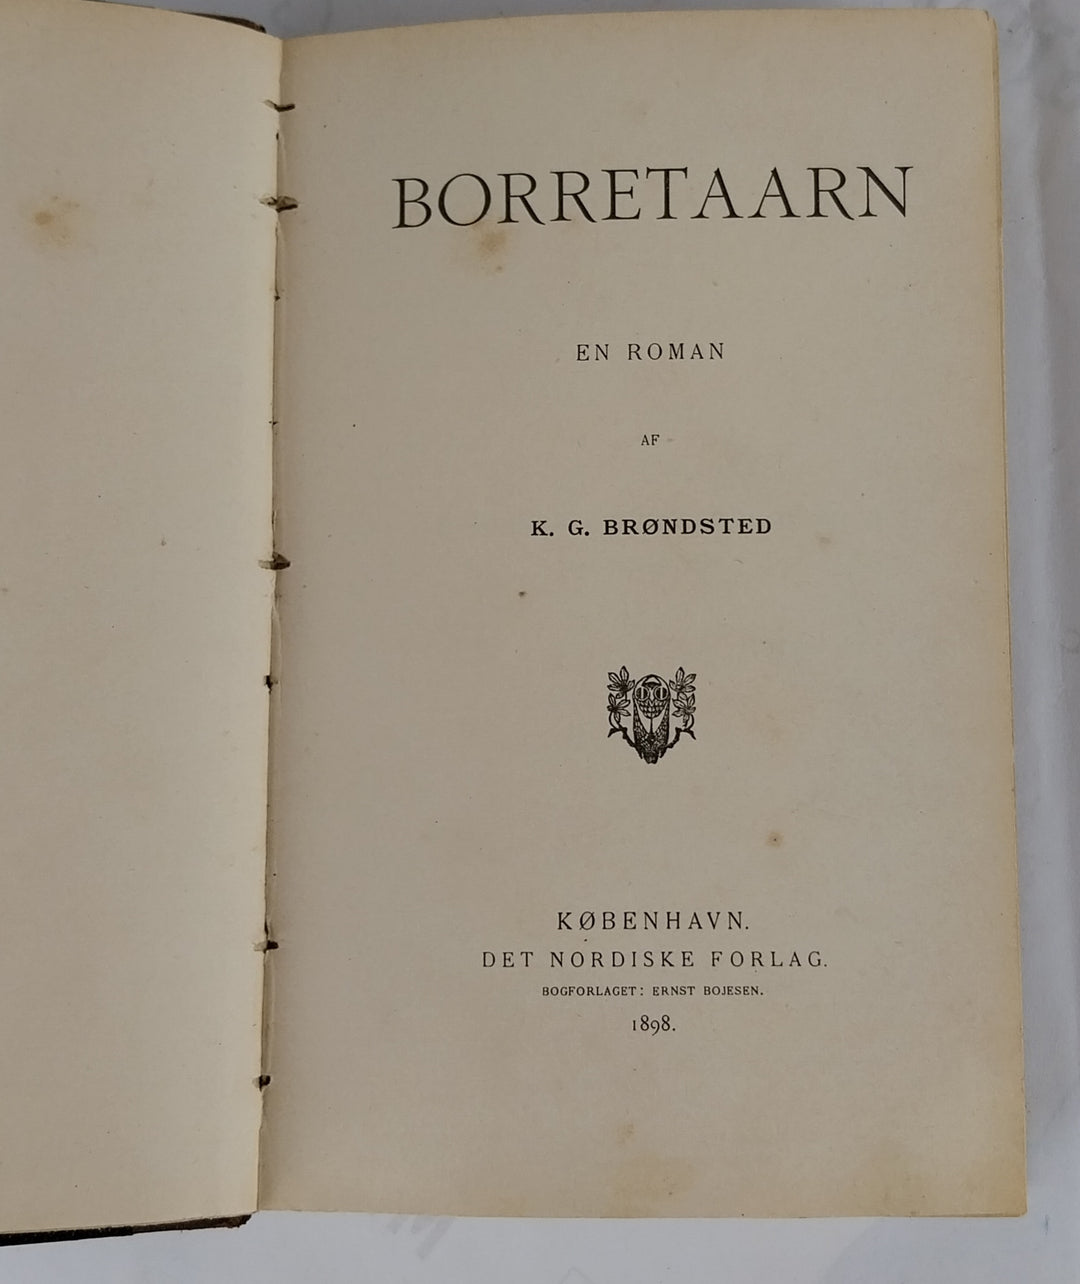 BORRETAARN
EN ROMAN
AF
K. G. BRØNDSTED
KØBENHAVN.
DET NORDISKE FORLAG.
BOGFORLAGET: ERNST BOJESEN.
1898.